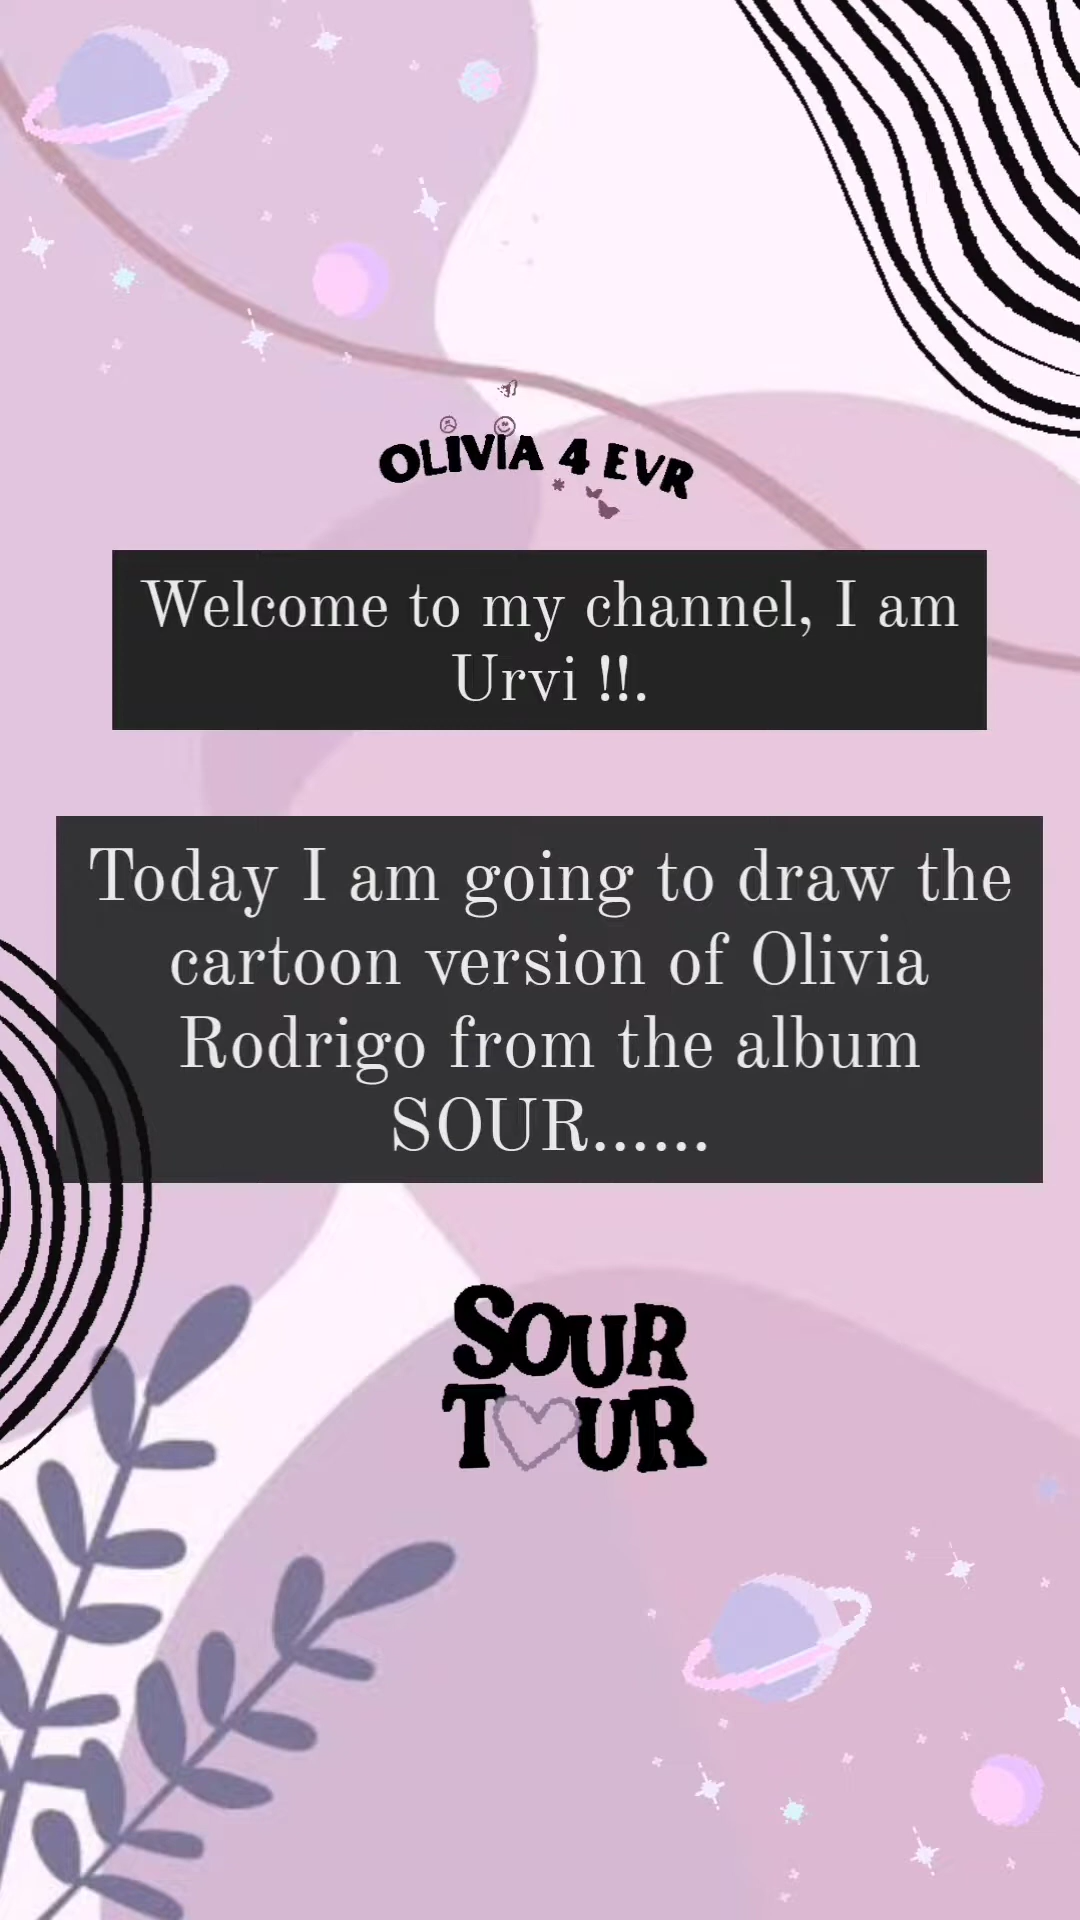 OLIVIA 4 EVR
Welcome to my channel, I am
Urvi !!.
Today I am going to draw the
cartoon version of Olivia
Rodrigo from the album
SOUR......
SOUR
TOUR